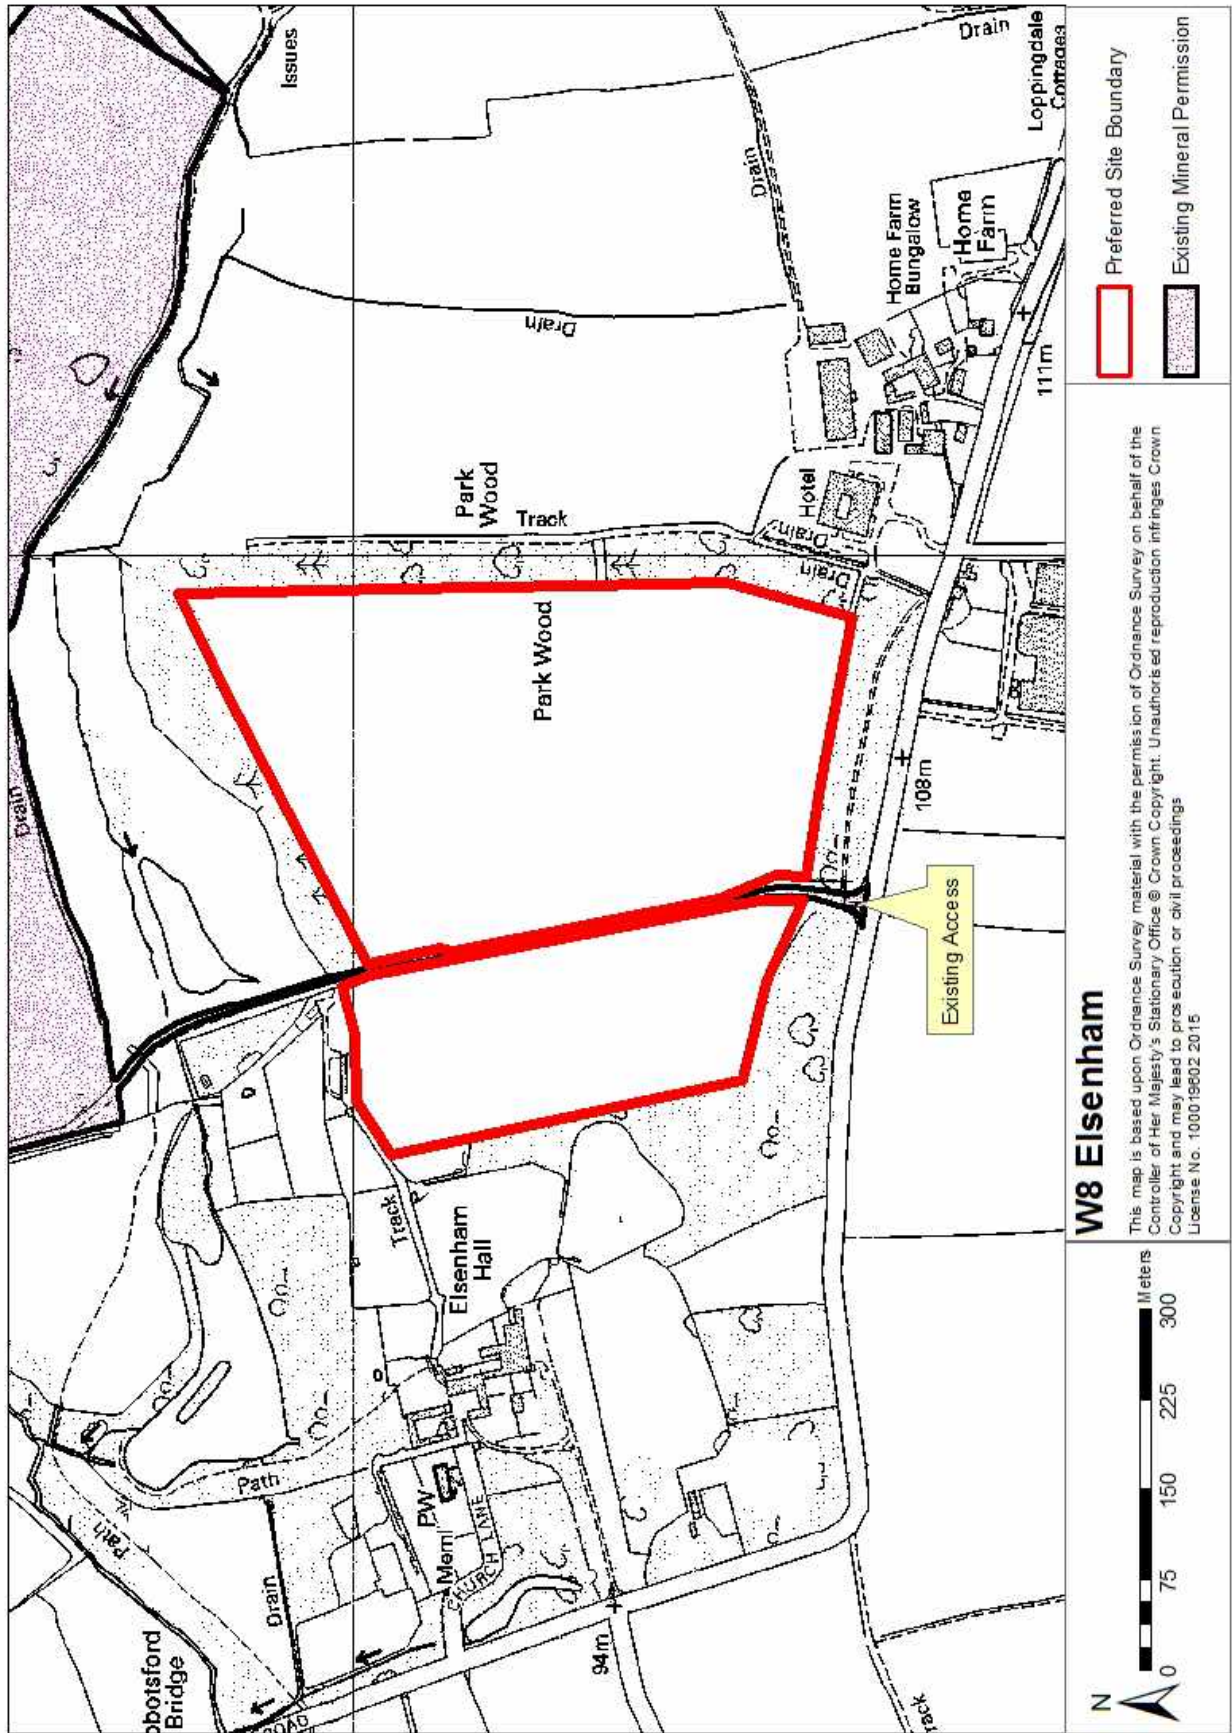 Issues
Drain
Drain
Drain
Drain
Loppingdale
Cottages
Home Farm
Bungalow
Home
Farm
111m
Park
Wood
Track
Hotel
Drain
Drain
Park Wood
108m
Existing Access
Track
Elsenham
Hall
Path
Path
Drain
PW
Meml
CHURCH LANE
94m
obotsford
Bridge
ROAD
rack
N
0 75 150 225 300
Meters
W8 Elsenham
This map is based upon Ordnance Survey material with the permission of Ordnance Survey on behalf of the
Controller of Her Majesty's Stationary Office © Crown Copyright. Unauthorised reproduction infringes Crown
Copyright and may lead to prosecution or civil proceedings
License No. 100019602 2015
Preferred Site Boundary
Existing Mineral Permission